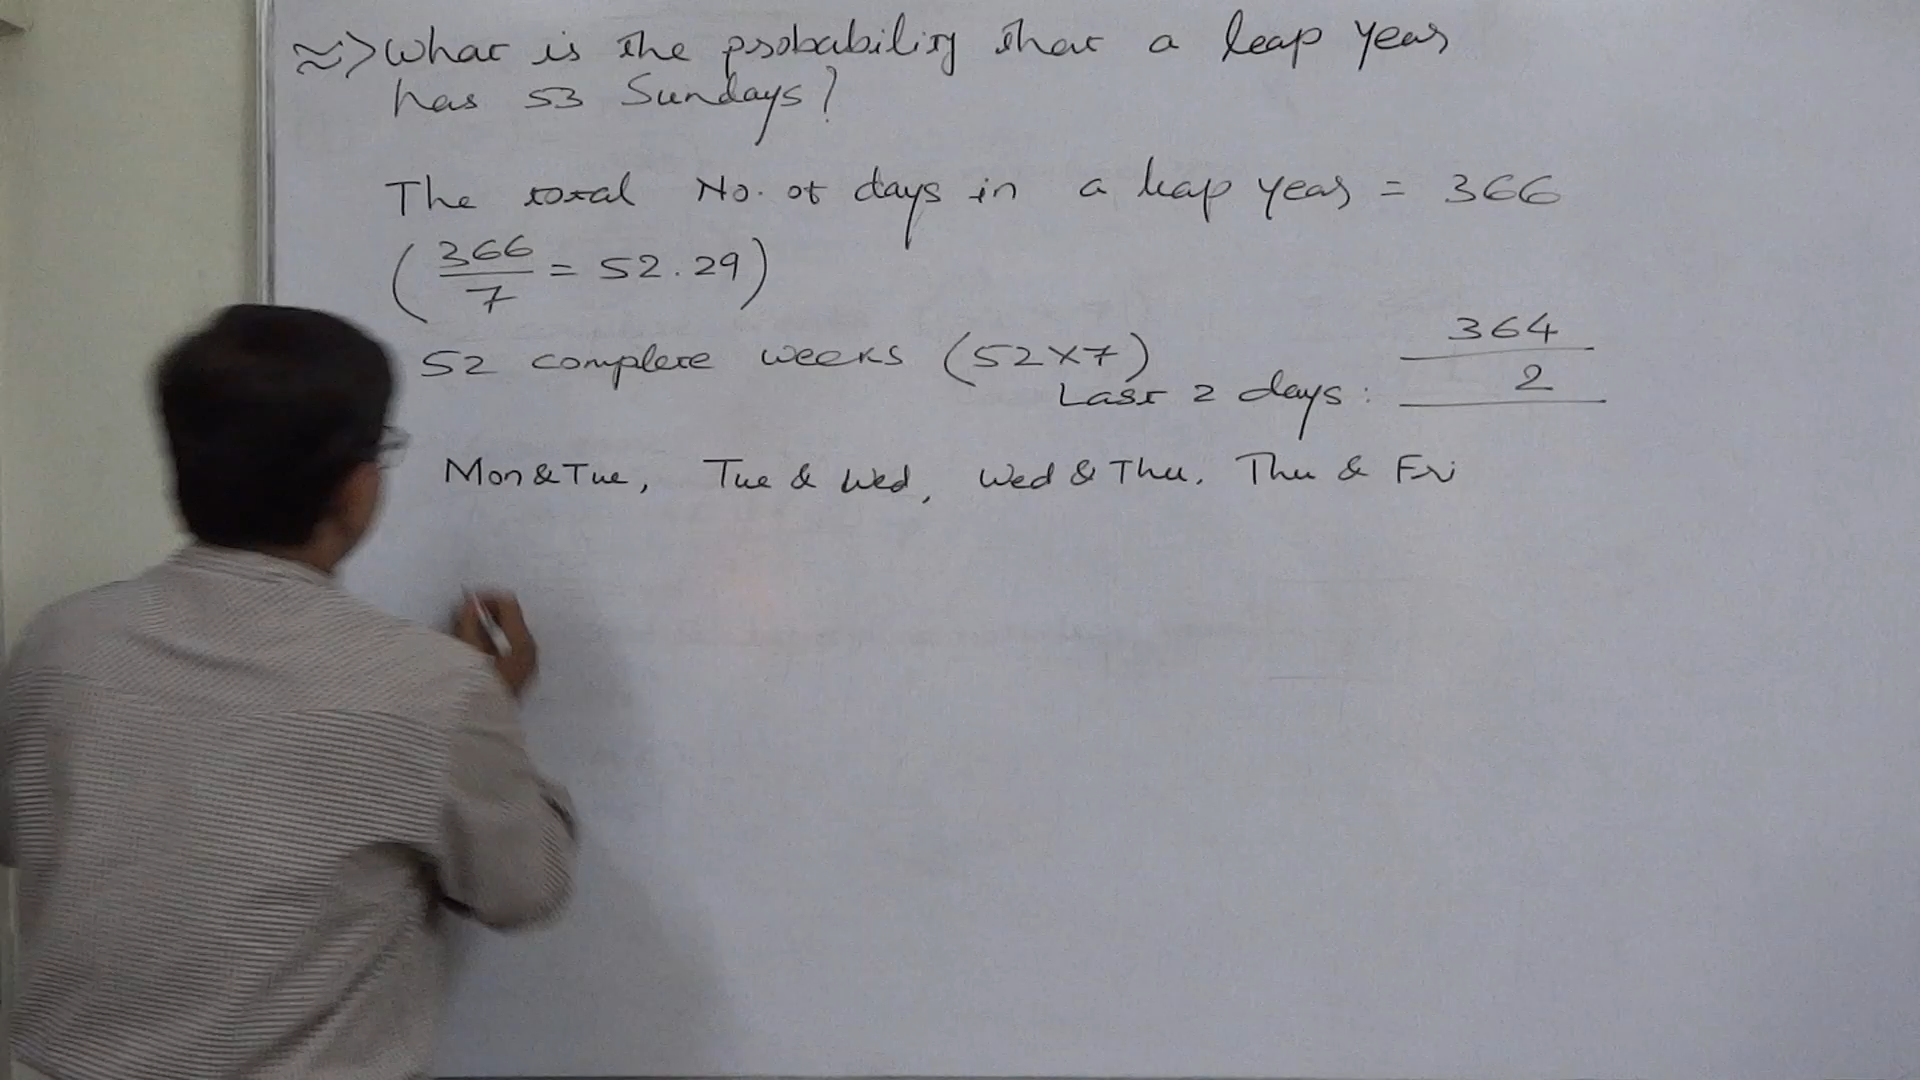 ≈> What is the probability that a leap year
has 53 Sundays?
The total No. of days in a leap year = 366
(366/7 = 52.29)
52 complete weeks (52×7) 364
Last 2 days: 2
Mon & Tue, Tue & Wed, Wed & Thu, Thu & Fri